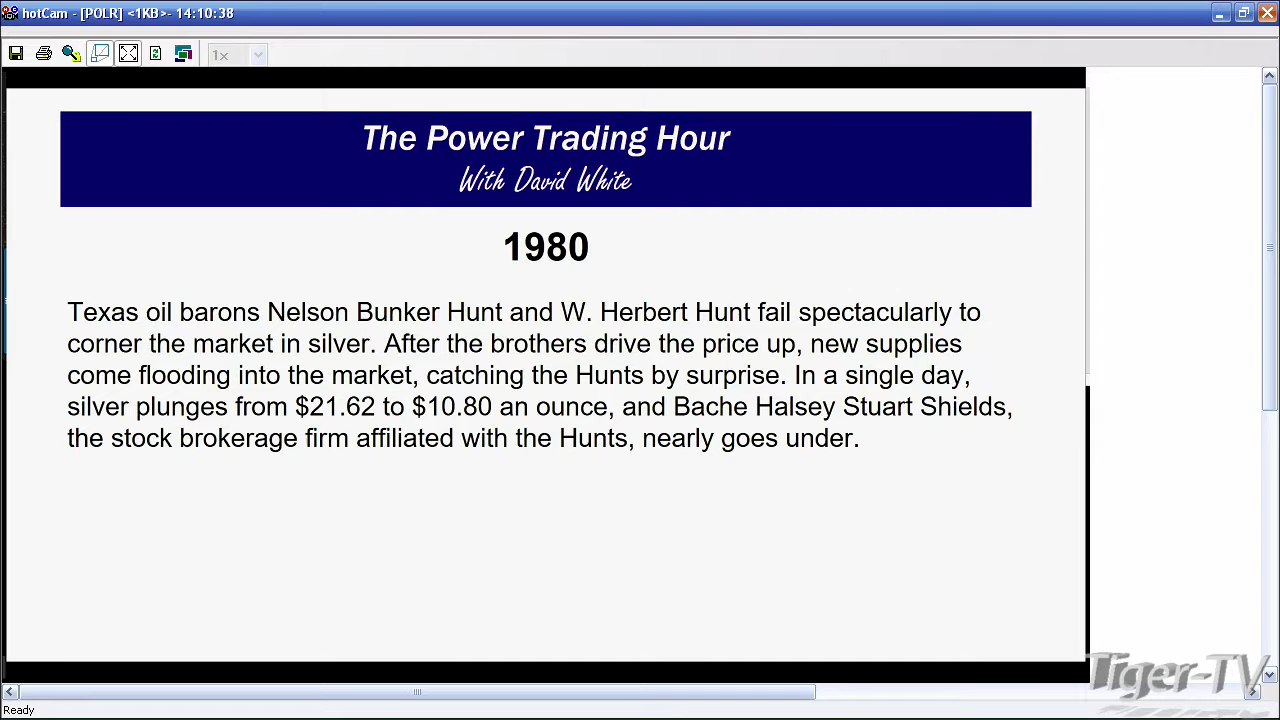 hotCam - [POLR] <1KB>- 14:10:38
1x
The Power Trading Hour
With David White
1980
Texas oil barons Nelson Bunker Hunt and W. Herbert Hunt fail spectacularly to
corner the market in silver. After the brothers drive the price up, new supplies
come flooding into the market, catching the Hunts by surprise. In a single day,
silver plunges from $21.62 to $10.80 an ounce, and Bache Halsey Stuart Shields,
the stock brokerage firm affiliated with the Hunts, nearly goes under.
Tiger-TV
Ready